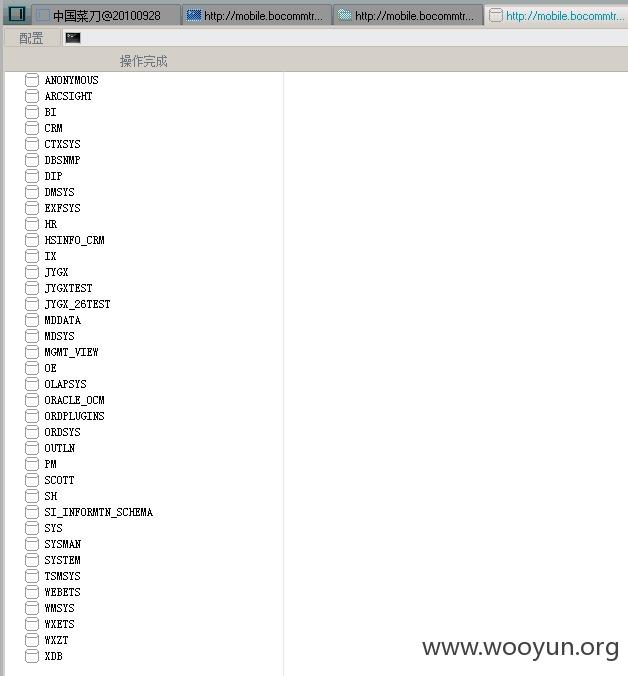 中国菜刀@20100928 http://mobile.bocommtr... http://mobile.bocommtr... http://mobile.bocommtr...
配置
操作完成
ANONYMOUS
ARCSIGHT
BI
CRM
CTXSYS
DBSNMP
DIP
DMSYS
EXFSYS
HR
HSINFO_CRM
IX
JYGX
JYGXTEST
JYGX_26TEST
MDDATA
MDSYS
MGMT_VIEW
OE
OLAPSYS
ORACLE_OCM
ORDPLUGINS
ORDSYS
OUTLN
PM
SCOTT
SH
SI_INFORMTN_SCHEMA
SYS
SYSMAN
SYSTEM
TSMSYS
WEBETS
WMSYS
WXETS
WXZT
XDB
www.wooyun.org